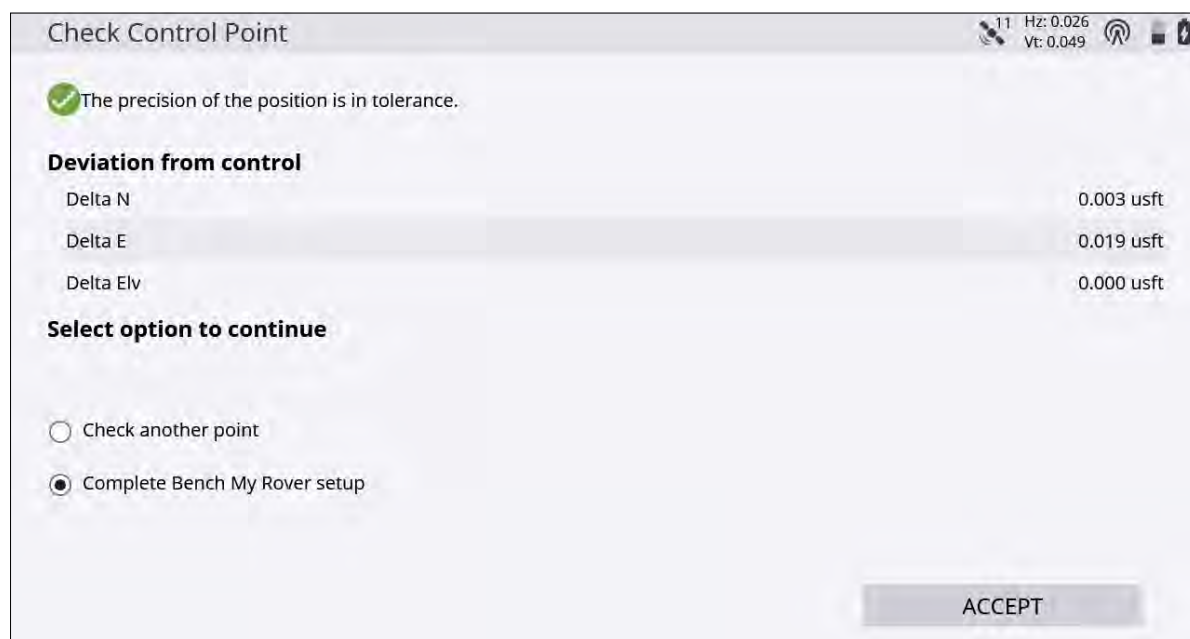 Check Control Point
11
Hz: 0.026
Vt: 0.049
The precision of the position is in tolerance.
Deviation from control
Delta N 0.003 usft
Delta E 0.019 usft
Delta Elv 0.000 usft
Select option to continue
Check another point
Complete Bench My Rover setup
ACCEPT